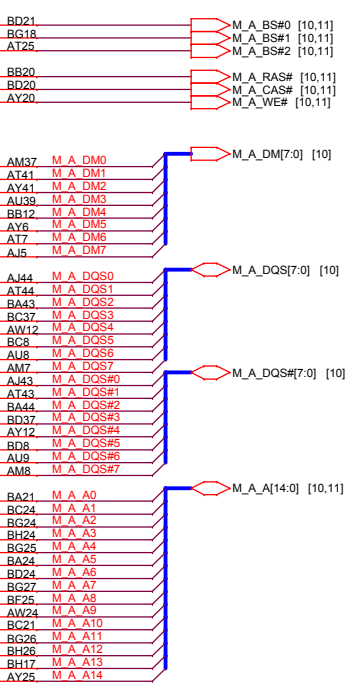 BD21 M_A_BS#0 [10,11]
BG18 M_A_BS#1 [10,11]
AT25 M_A_BS#2 [10,11]
BB20 M_A_RAS# [10,11]
BD20 M_A_CAS# [10,11]
AY20 M_A_WE# [10,11]
M_A_DM[7:0] [10]
AM37 M_A_DM0
AT41 M_A_DM1
AY41 M_A_DM2
AU39 M_A_DM3
BB12 M_A_DM4
AY6 M_A_DM5
AT7 M_A_DM6
AJ5 M_A_DM7
M_A_DQS[7:0] [10]
AJ44 M_A_DQS0
AT44 M_A_DQS1
BA43 M_A_DQS2
BC37 M_A_DQS3
AW12 M_A_DQS4
BC8 M_A_DQS5
AU8 M_A_DQS6
AM7 M_A_DQS7
M_A_DQS#[7:0] [10]
AJ43 M_A_DQS#0
AT43 M_A_DQS#1
BA44 M_A_DQS#2
BD37 M_A_DQS#3
AY12 M_A_DQS#4
BD8 M_A_DQS#5
AU9 M_A_DQS#6
AM8 M_A_DQS#7
M_A_A[14:0] [10,11]
BA21 M_A_A0
BC24 M_A_A1
BG24 M_A_A2
BH24 M_A_A3
BG25 M_A_A4
BA24 M_A_A5
BD24 M_A_A6
BG27 M_A_A7
BF25 M_A_A8
AW24 M_A_A9
BC21 M_A_A10
BG26 M_A_A11
BH26 M_A_A12
BH17 M_A_A13
AY25 M_A_A14